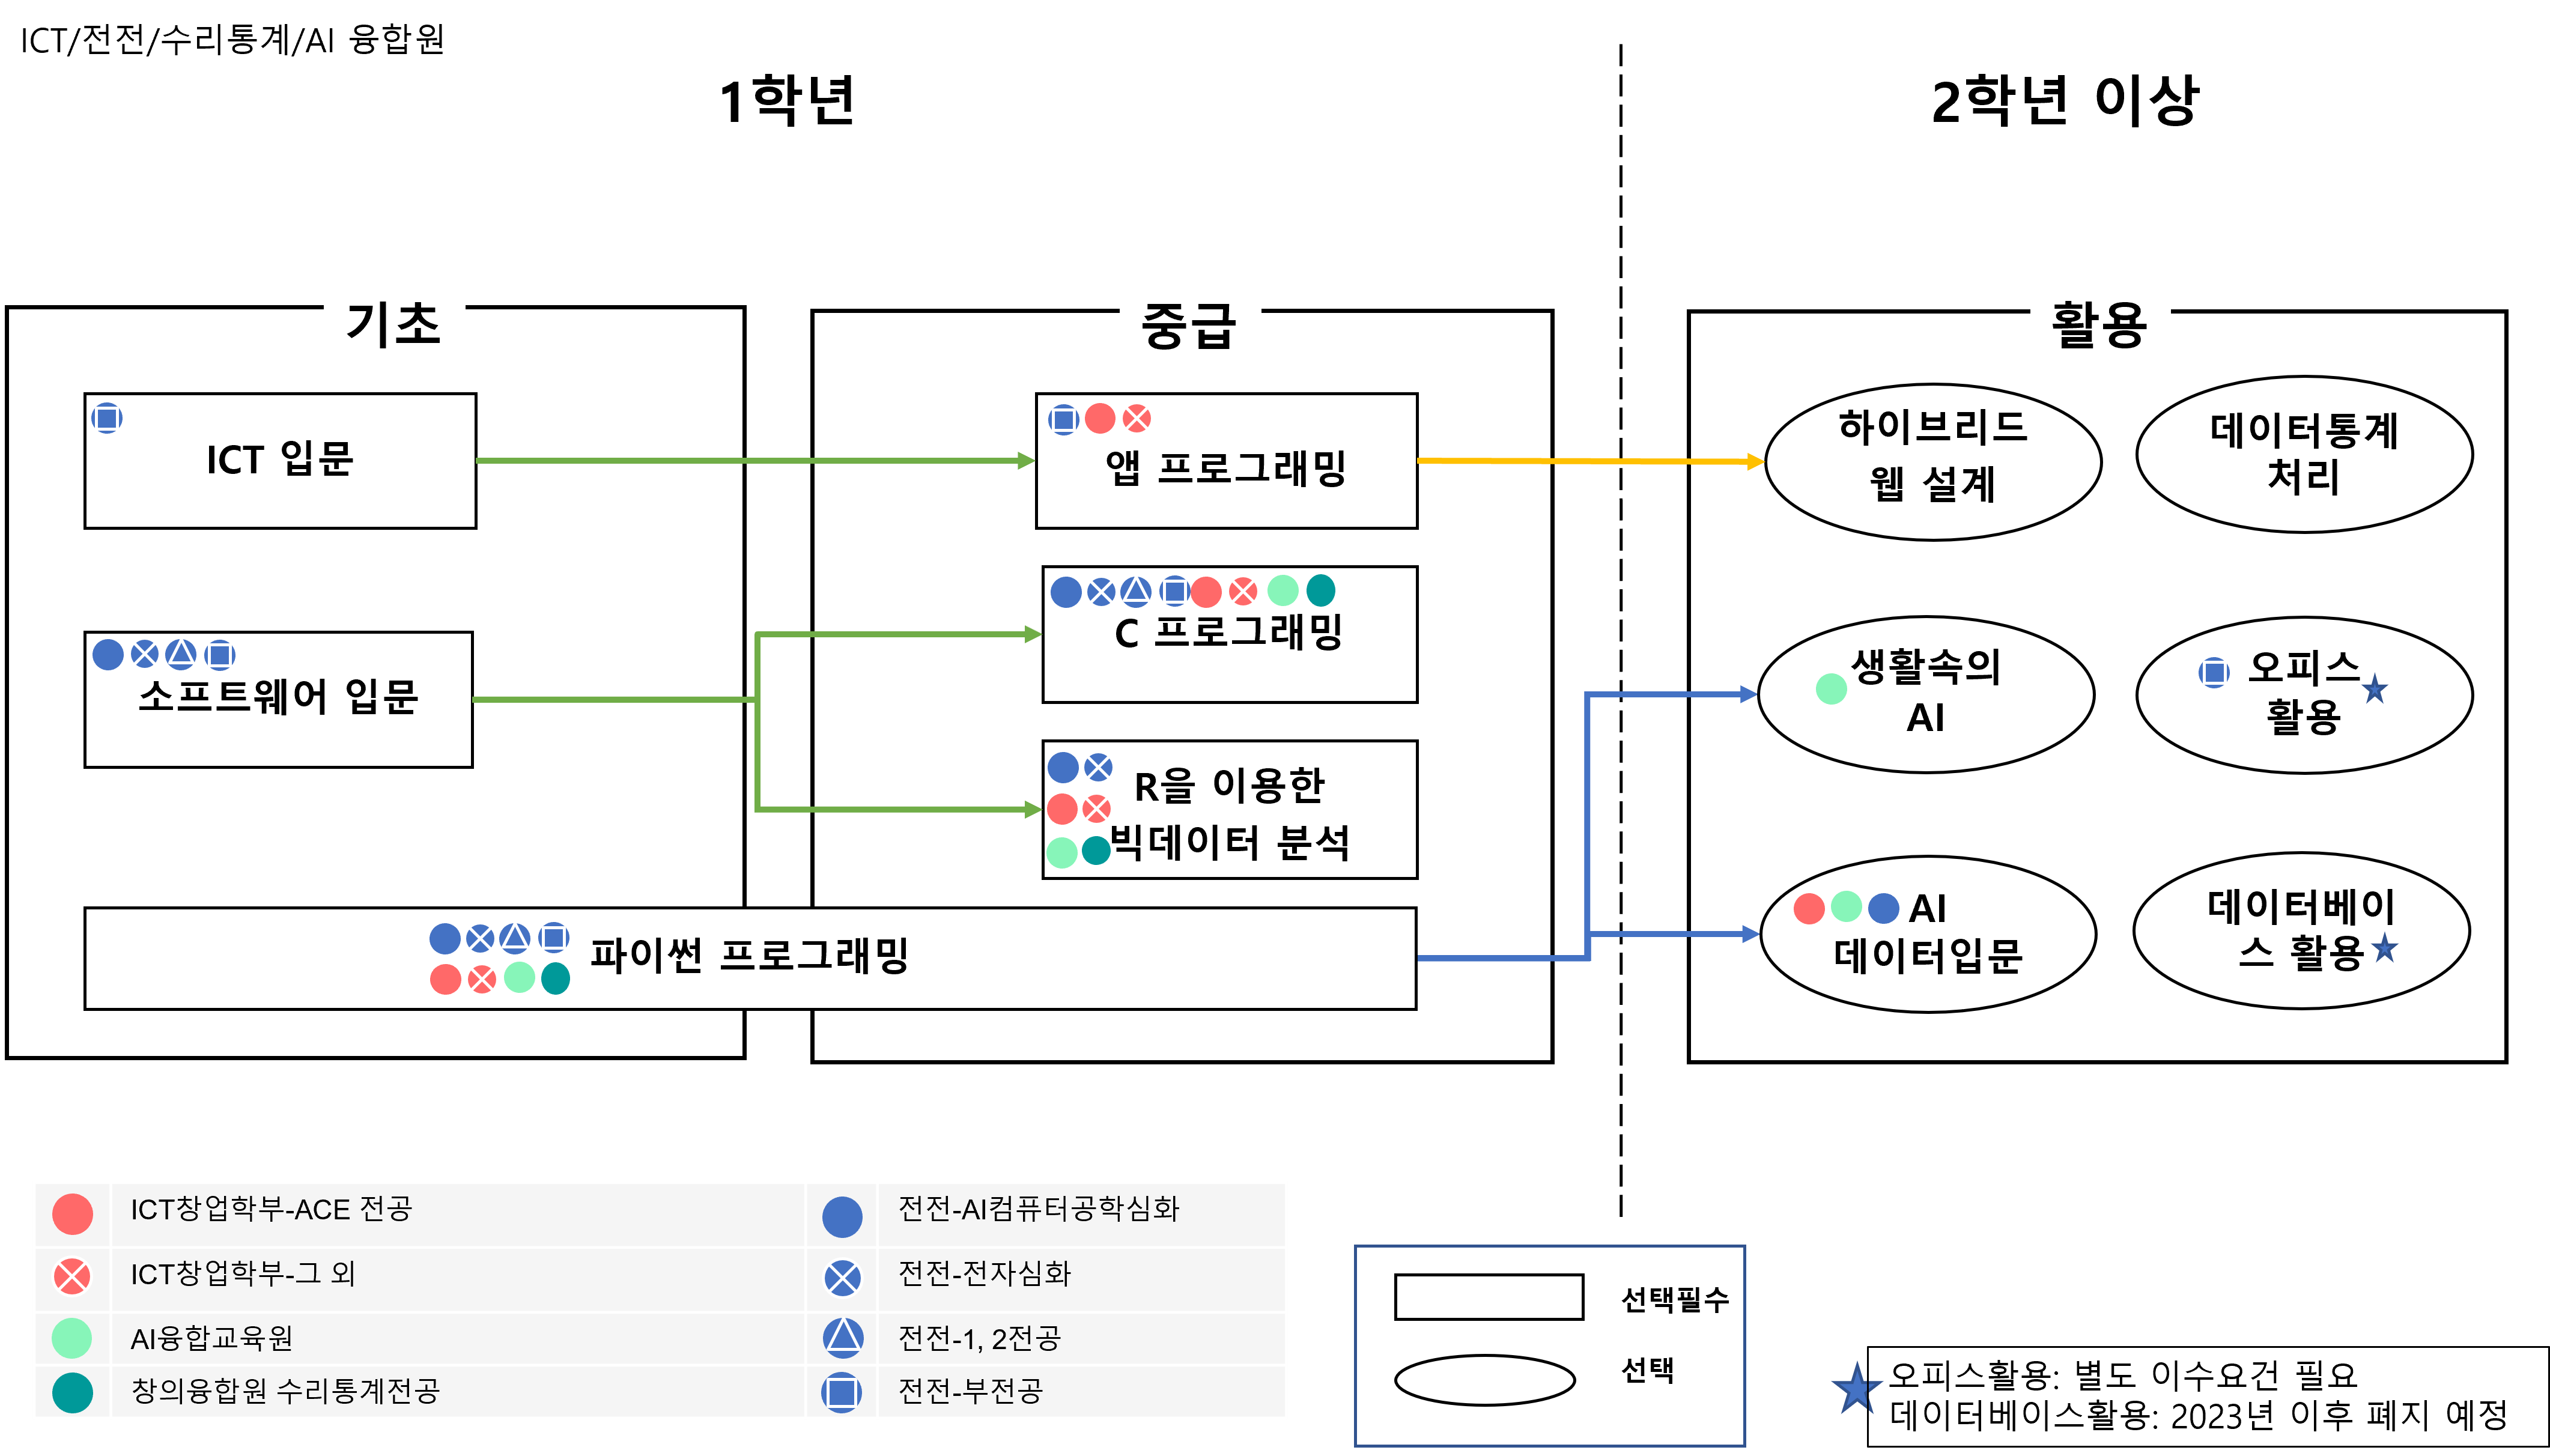 ICT/전전/수리통계/AI 융합원
1학년
2학년 이상
기초
중급
활용
ICT 입문
앱 프로그래밍
하이브리드
웹 설계
데이터통계
처리
소프트웨어 입문
C 프로그래밍
생활속의
AI
오피스
활용
R을 이용한
빅데이터 분석
파이썬 프로그래밍
AI
데이터입문
데이터베이
스 활용
ICT창업학부-ACE 전공
전전-AI컴퓨터공학심화
ICT창업학부-그 외
전전-전자심화
AI융합교육원
전전-1, 2전공
창의융합원 수리통계전공
전전-부전공
선택필수
선택
오피스활용: 별도 이수요건 필요
데이터베이스활용: 2023년 이후 폐지 예정